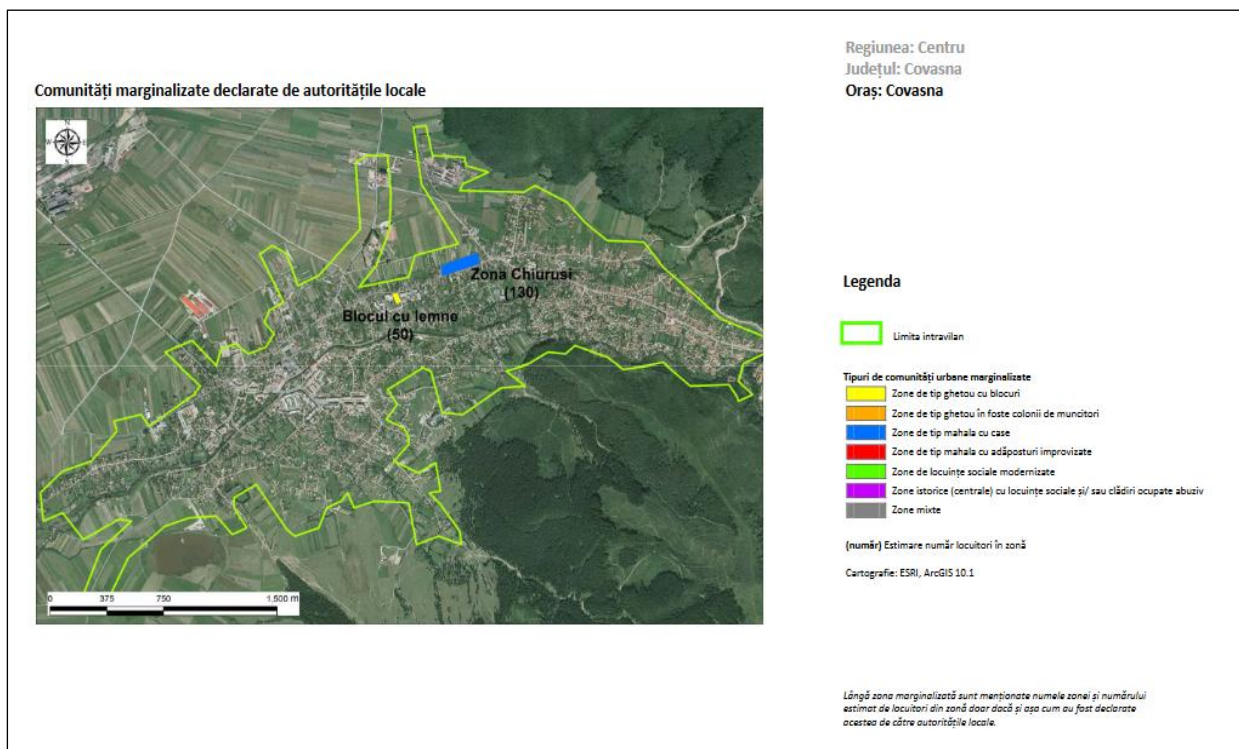 Regiunea: Centru
Județul: Covasna
Oraș: Covasna
Comunități marginalizate declarate de autoritățile locale
N
W
E
S
Zona Chiurusi
(130)
Blocul cu lemne
(50)
0 375 750 1,500 m
Legenda
Limita intravilan
Tipuri de comunități urbane marginalizate
Zone de tip ghetou cu blocuri
Zone de tip ghetou în foste colonii de muncitori
Zone de tip mahala cu case
Zone de tip mahala cu adăposturi improvizate
Zone de locuințe sociale modernizate
Zone istorice (centrale) cu locuințe sociale și/ sau clădiri ocupate abuziv
Zone mixte
(număr) Estimare număr locuitori în zonă
Cartografie: ESRI, ArcGIS 10.1
Lângă zona marginalizată sunt menționate numele zonei și numărului
estimat de locuitori din zonă doar dacă și așa cum au fost declarate
acestea de către autoritățile locale.